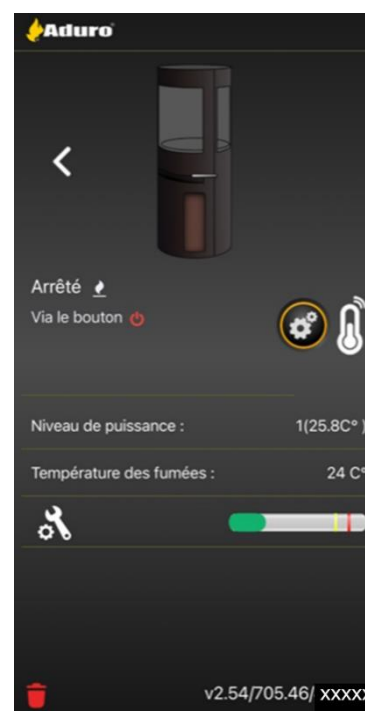 Aduro
Arrêté
Via le bouton
Niveau de puissance : 1(25.8C° )
Température des fumées : 24 C°
v2.54/705.46/ xxxxx